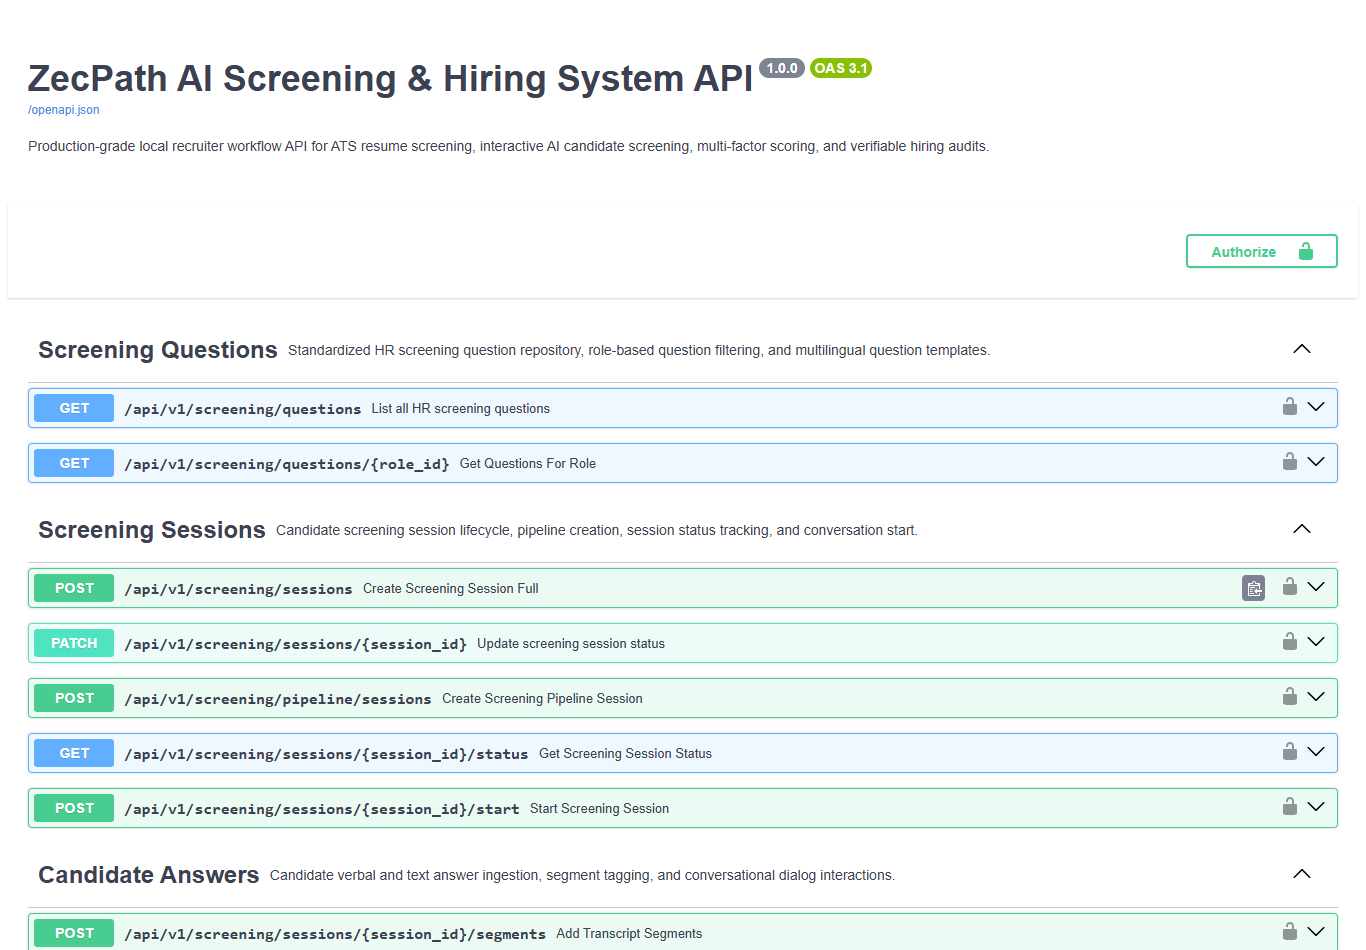 ZecPath AI Screening & Hiring System API 1.0.0 OAS 3.1
/openapi.json
Production-grade local recruiter workflow API for ATS resume screening, interactive AI candidate screening, multi-factor scoring, and verifiable hiring audits.
Authorize
Screening Questions Standardized HR screening question repository, role-based question filtering, and multilingual question templates.
GET /api/v1/screening/questions List all HR screening questions
GET /api/v1/screening/questions/{role_id} Get Questions For Role
Screening Sessions Candidate screening session lifecycle, pipeline creation, session status tracking, and conversation start.
POST /api/v1/screening/sessions Create Screening Session Full
PATCH /api/v1/screening/sessions/{session_id} Update screening session status
POST /api/v1/screening/pipeline/sessions Create Screening Pipeline Session
GET /api/v1/screening/sessions/{session_id}/status Get Screening Session Status
POST /api/v1/screening/sessions/{session_id}/start Start Screening Session
Candidate Answers Candidate verbal and text answer ingestion, segment tagging, and conversational dialog interactions.
POST /api/v1/screening/sessions/{session_id}/segments Add Transcript Segments